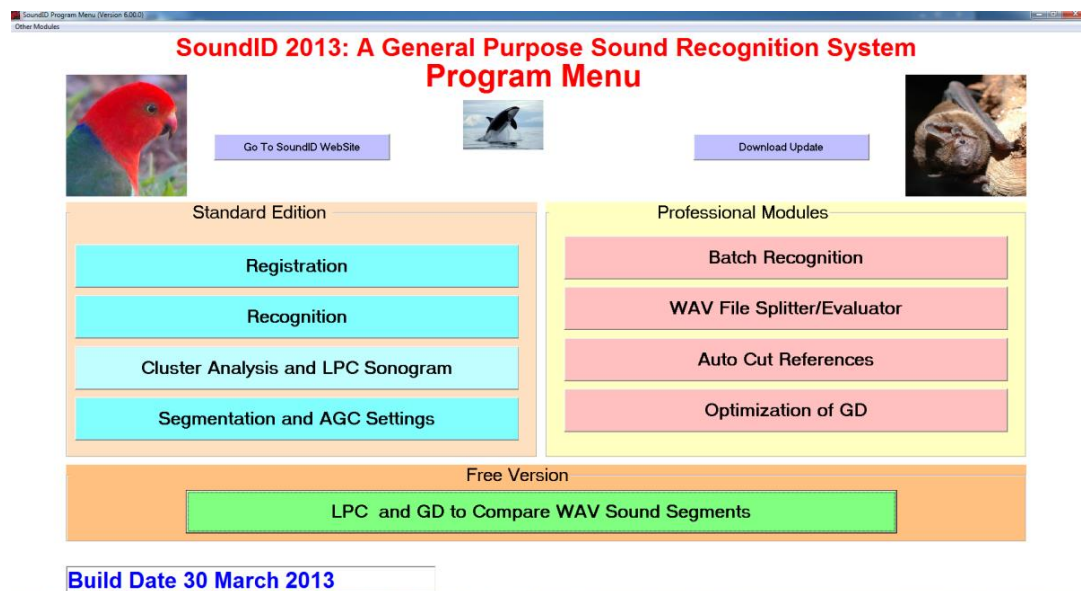 SoundID Program Menu (Version 6.00.0)
Other Modules
SoundID 2013: A General Purpose Sound Recognition System
Program Menu
Go To SoundID WebSite
Download Update
Standard Edition
Registration
Recognition
Cluster Analysis and LPC Sonogram
Segmentation and AGC Settings
Professional Modules
Batch Recognition
WAV File Splitter/Evaluator
Auto Cut References
Optimization of GD
Free Version
LPC and GD to Compare WAV Sound Segments
Build Date 30 March 2013